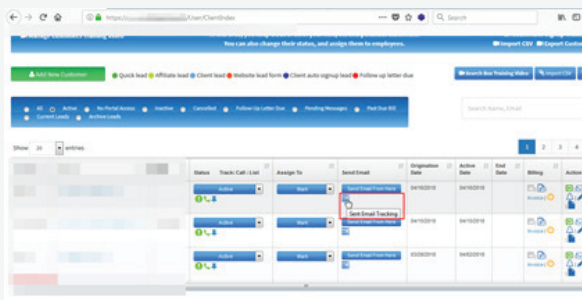 https://
/User/ClientIndex
Search
You can also change their status, and assign them to employees.
Import CSV Export Custo
Add New Customer
Quick lead Affiliate lead Client lead Website lead form Client auto signup lead Follow up letter due
Search Box Training Video
Import CSV
All Active No Portal Access Inactive Cancelled Follow Up Letter Due Pending Messages Past Due Bill
Current Leads Archive Leads
Search Name, Email
Show 20 entries
1 2 3 4
Status Track: Call : List
Assign To
Send Email
Origination Date
Active Date
End Date
Billing
Action
Active
Mark
Send Email From Here
04/10/2018
04/10/2018
Invoice
Sent Email Tracking
Active
Mark
Send Email From Here
04/10/2018
04/10/2018
Invoice
Active
Mark
Send Email From Here
03/28/2018
04/02/2018
Invoice